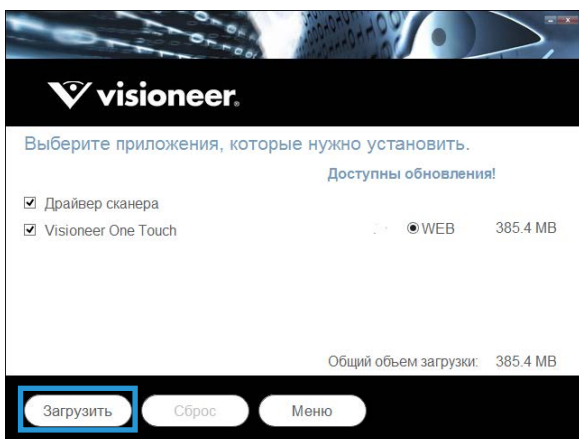 visioneer.
Выберите приложения, которые нужно установить.
Доступны обновления!
Драйвер сканера
Visioneer One Touch WEB 385.4 MB
Общий объем загрузки: 385.4 MB
Загрузить Сброс Меню